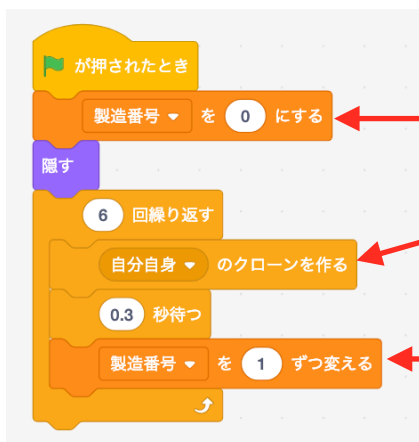 が押されたとき
製造番号 を 0 にする
隠す
6 回繰り返す
自分自身 のクローンを作る
0.3 秒待つ
製造番号 を 1 ずつ変える